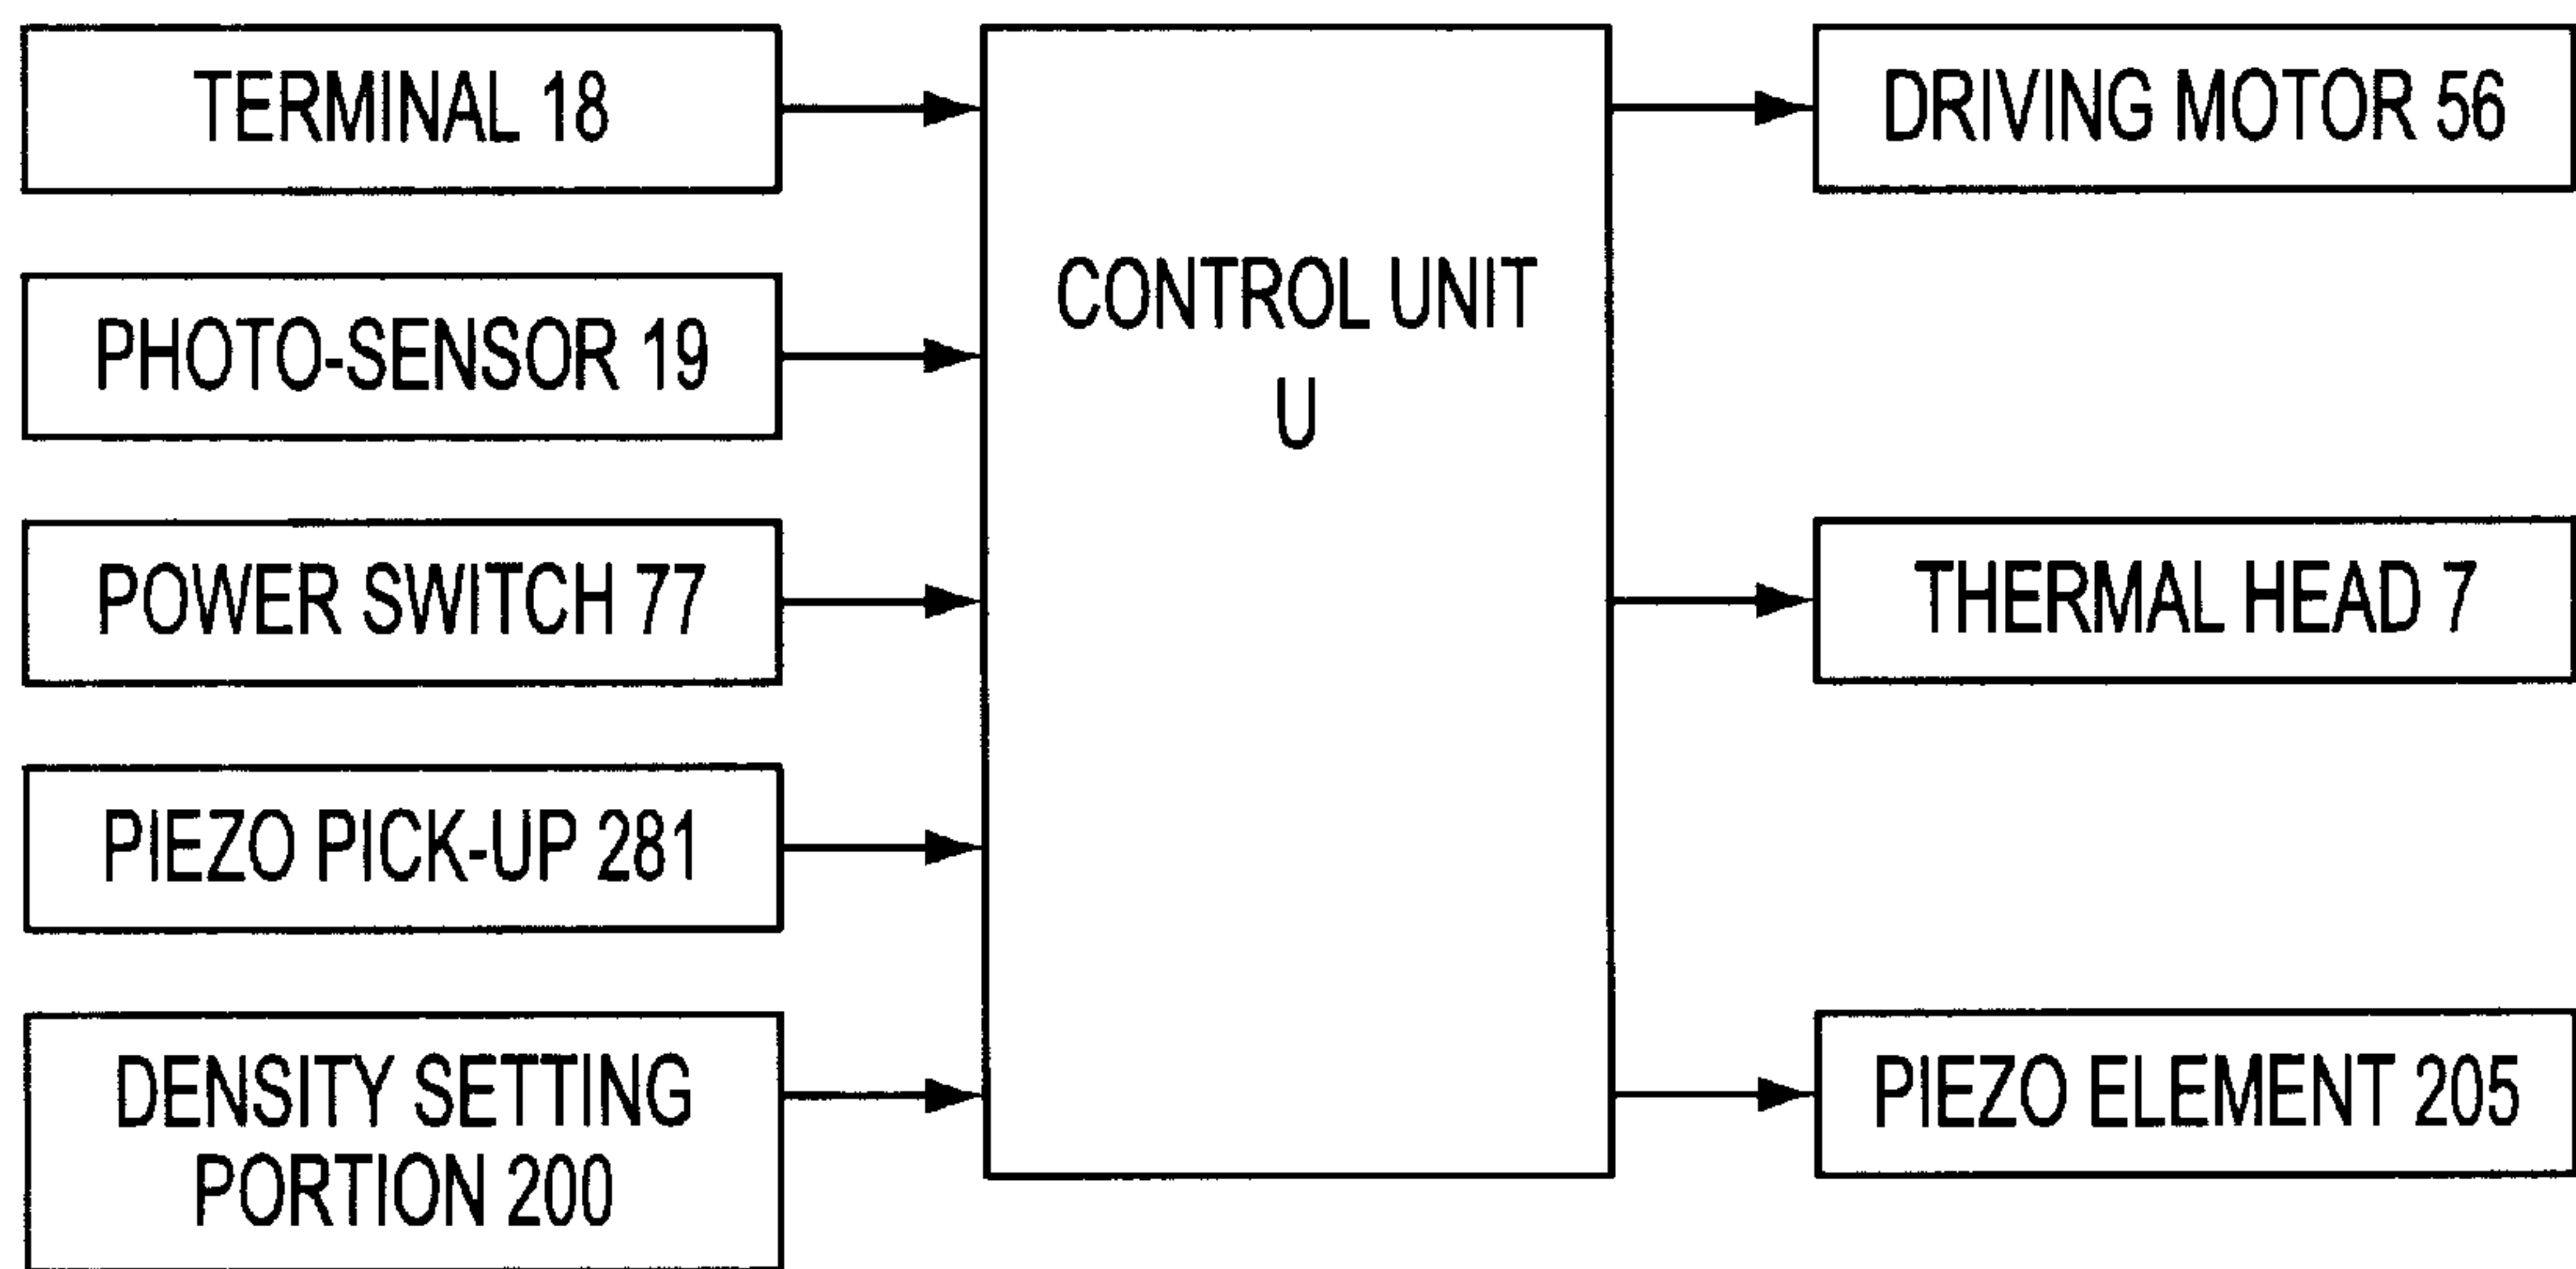 TERMINAL 18
PHOTO-SENSOR 19
POWER SWITCH 77
PIEZO PICK-UP 281
DENSITY SETTING
PORTION 200
CONTROL UNIT
U
DRIVING MOTOR 56
THERMAL HEAD 7
PIEZO ELEMENT 205